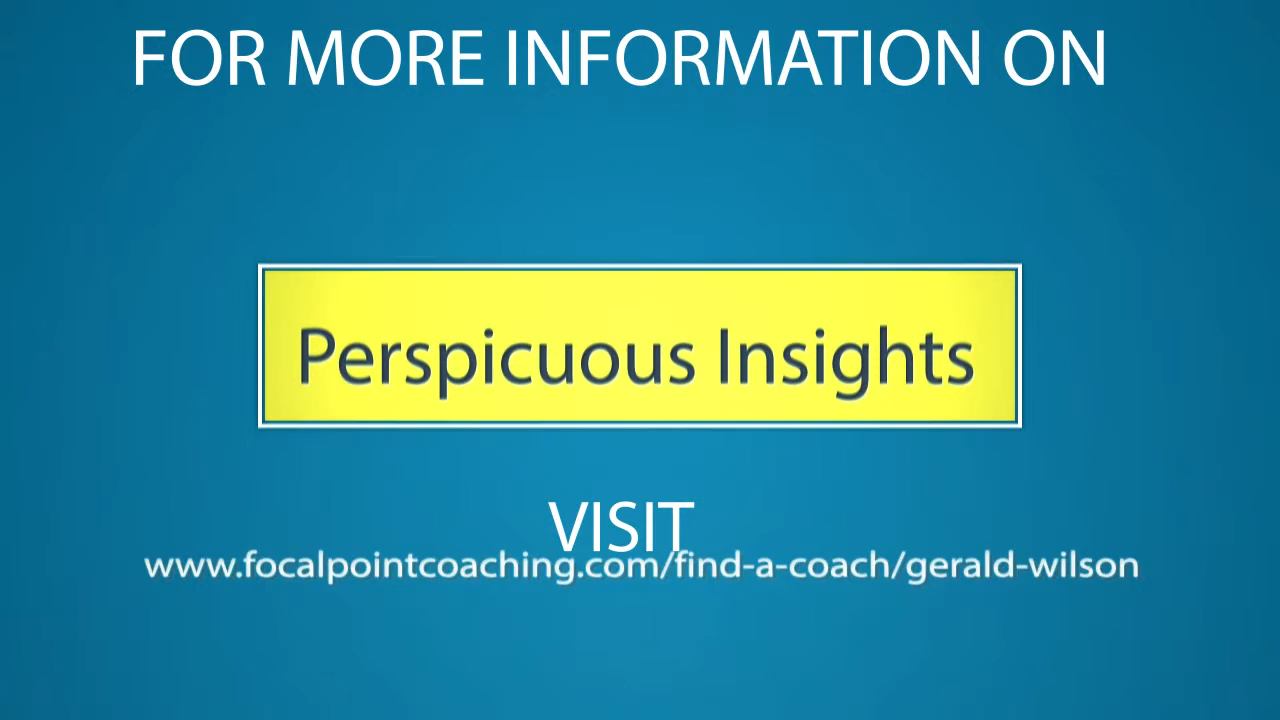 FOR MORE INFORMATION ON
Perspicuous Insights
VISIT
www.focalpointcoaching.com/find-a-coach/gerald-wilson